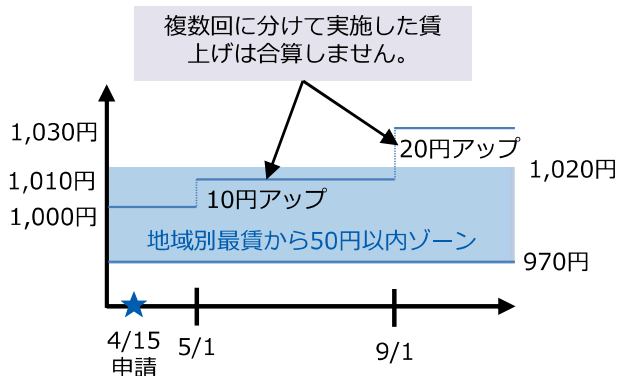 複数回に分けて実施した賃
上げは合算しません。
1,030円
20円アップ
1,020円
1,010円
10円アップ
1,000円
地域別最賃から50円以内ゾーン
970円
4/15
申請
5/1
9/1